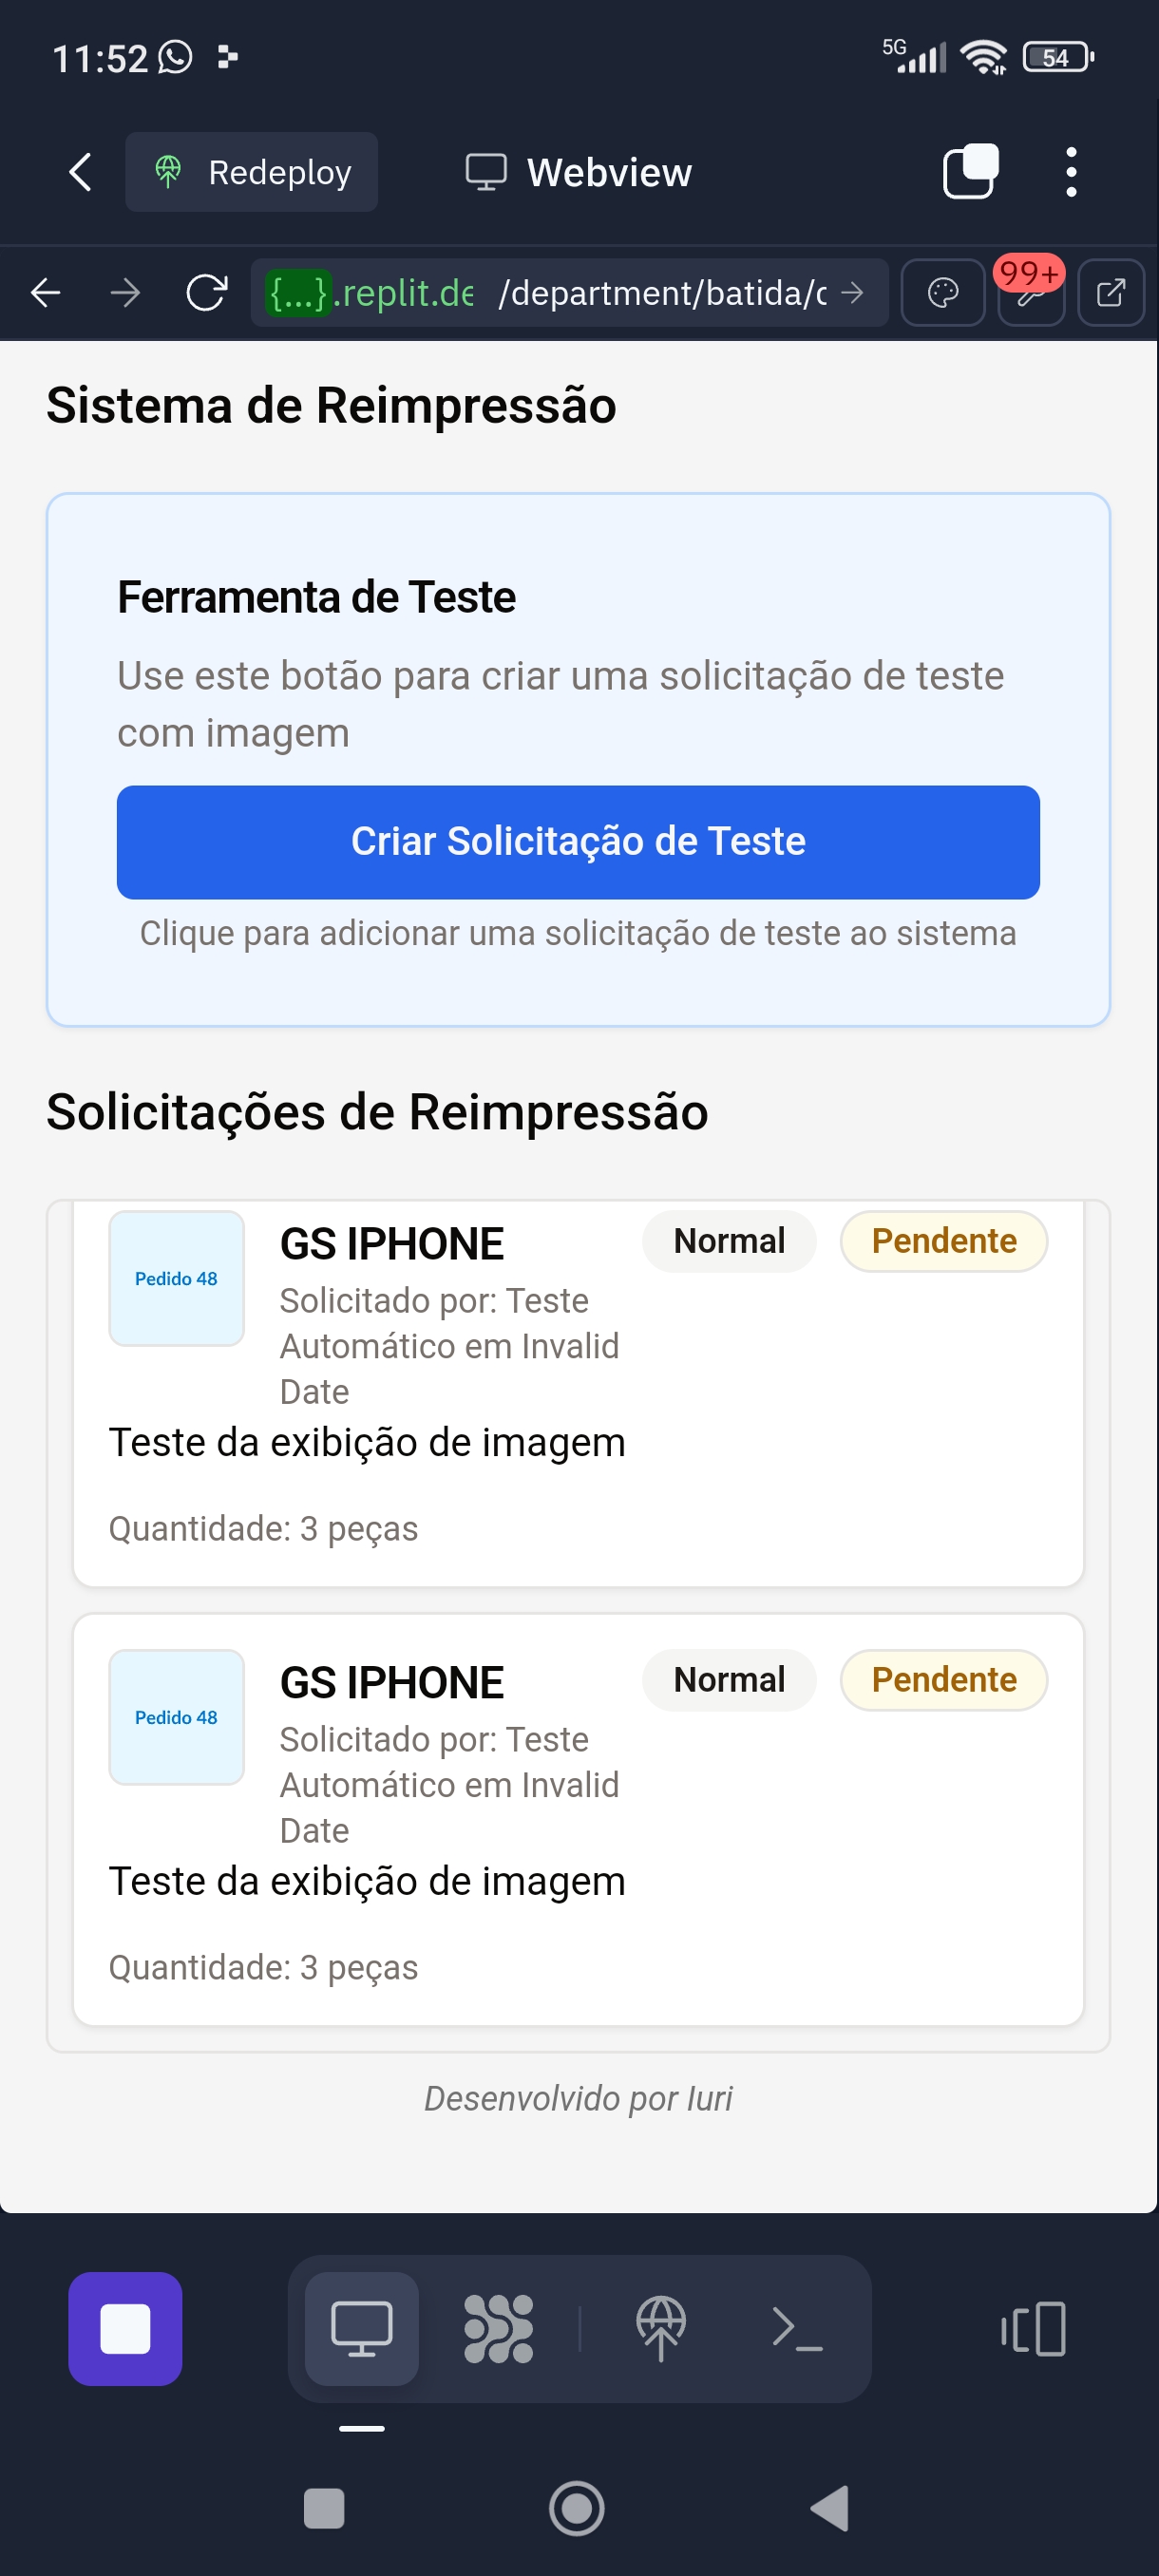 11:52
5G
54
Redeploy
Webview
{...}.replit.de /department/batida/c
99+
Sistema de Reimpressão
Ferramenta de Teste
Use este botão para criar uma solicitação de teste
com imagem
Criar Solicitação de Teste
Clique para adicionar uma solicitação de teste ao sistema
Solicitações de Reimpressão
Pedido 48
GS IPHONE
Normal
Pendente
Solicitado por: Teste
Automático em Invalid
Date
Teste da exibição de imagem
Quantidade: 3 peças
Pedido 48
GS IPHONE
Normal
Pendente
Solicitado por: Teste
Automático em Invalid
Date
Teste da exibição de imagem
Quantidade: 3 peças
Desenvolvido por Iuri